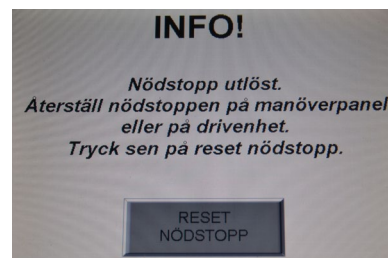 INFO!
Nödstopp utlöst.
Återställ nödstoppen på manöverpanel
eller på drivenhet.
Tryck sen på reset nödstopp.
RESET
NÖDSTOPP